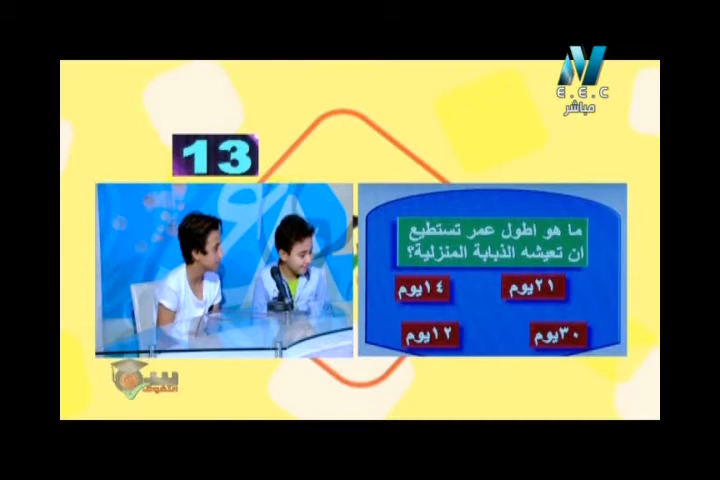 E.E.C
مباشر
13
ما هو اطول عمر تستطيع
ان تعيشه الذبابة المنزلية؟
٢١يوم
١٤يوم
٣٠يوم
١٢يوم